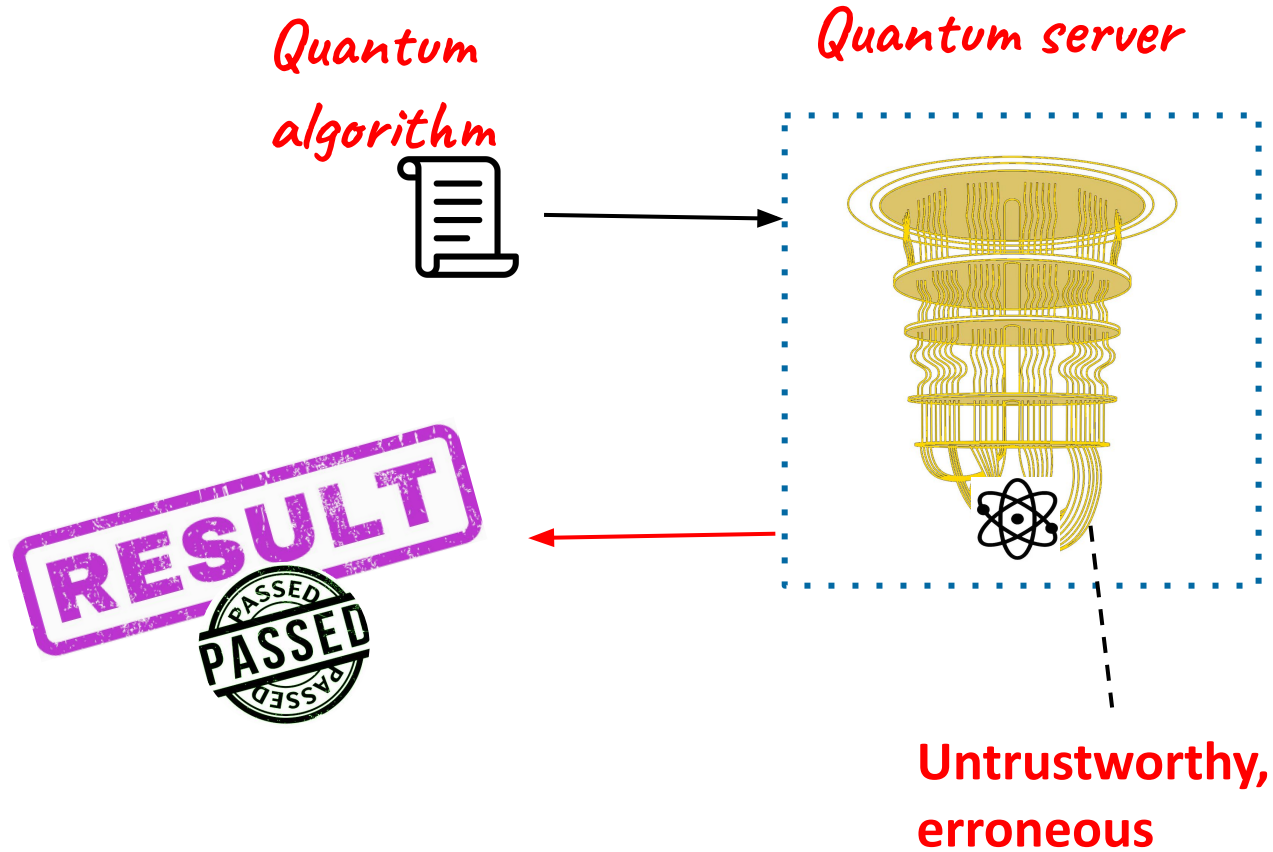 Quantum
algorithm
Quantum server
RESULT
PASSED
PASSED
PASSED
Untrustworthy,
erroneous